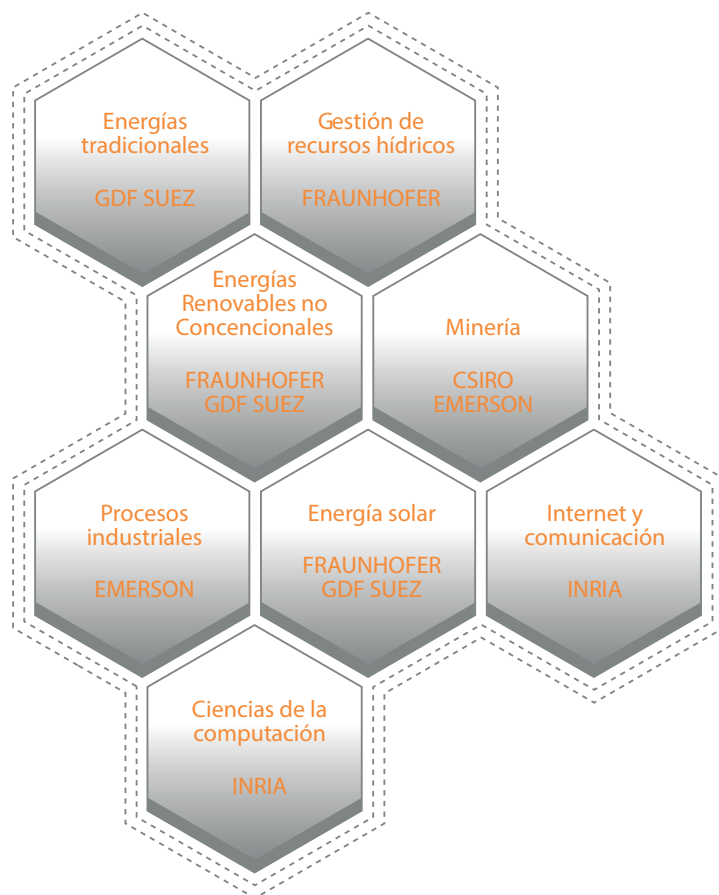 Energías
tradicionales
GDF SUEZ
Gestión de
recursos hídricos
FRAUNHOFER
Energías
Renovables no
Concencionales
FRAUNHOFER
GDF SUEZ
Minería
CSIRO
EMERSON
Procesos
industriales
EMERSON
Energía solar
FRAUNHOFER
GDF SUEZ
Internet y
comunicación
INRIA
Ciencias de la
computación
INRIA